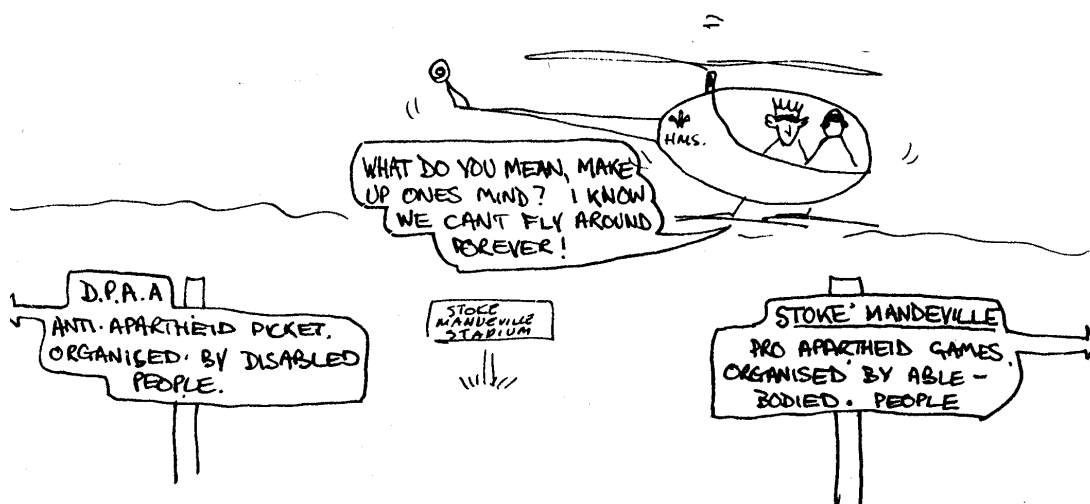 HMS.
WHAT DO YOU MEAN, MAKE
UP ONES MIND? I KNOW
WE CANT FLY AROUND
FOREVER!
D.P.A.A
ANTI-APARTHEID PICKET.
ORGANISED. BY DISABLED
PEOPLE.
STOKE
MANDEVILLE
STADIUM
STOKE MANDEVILLE
PRO APARTHEID GAMES.
ORGANISED BY ABLE-
BODIED. PEOPLE